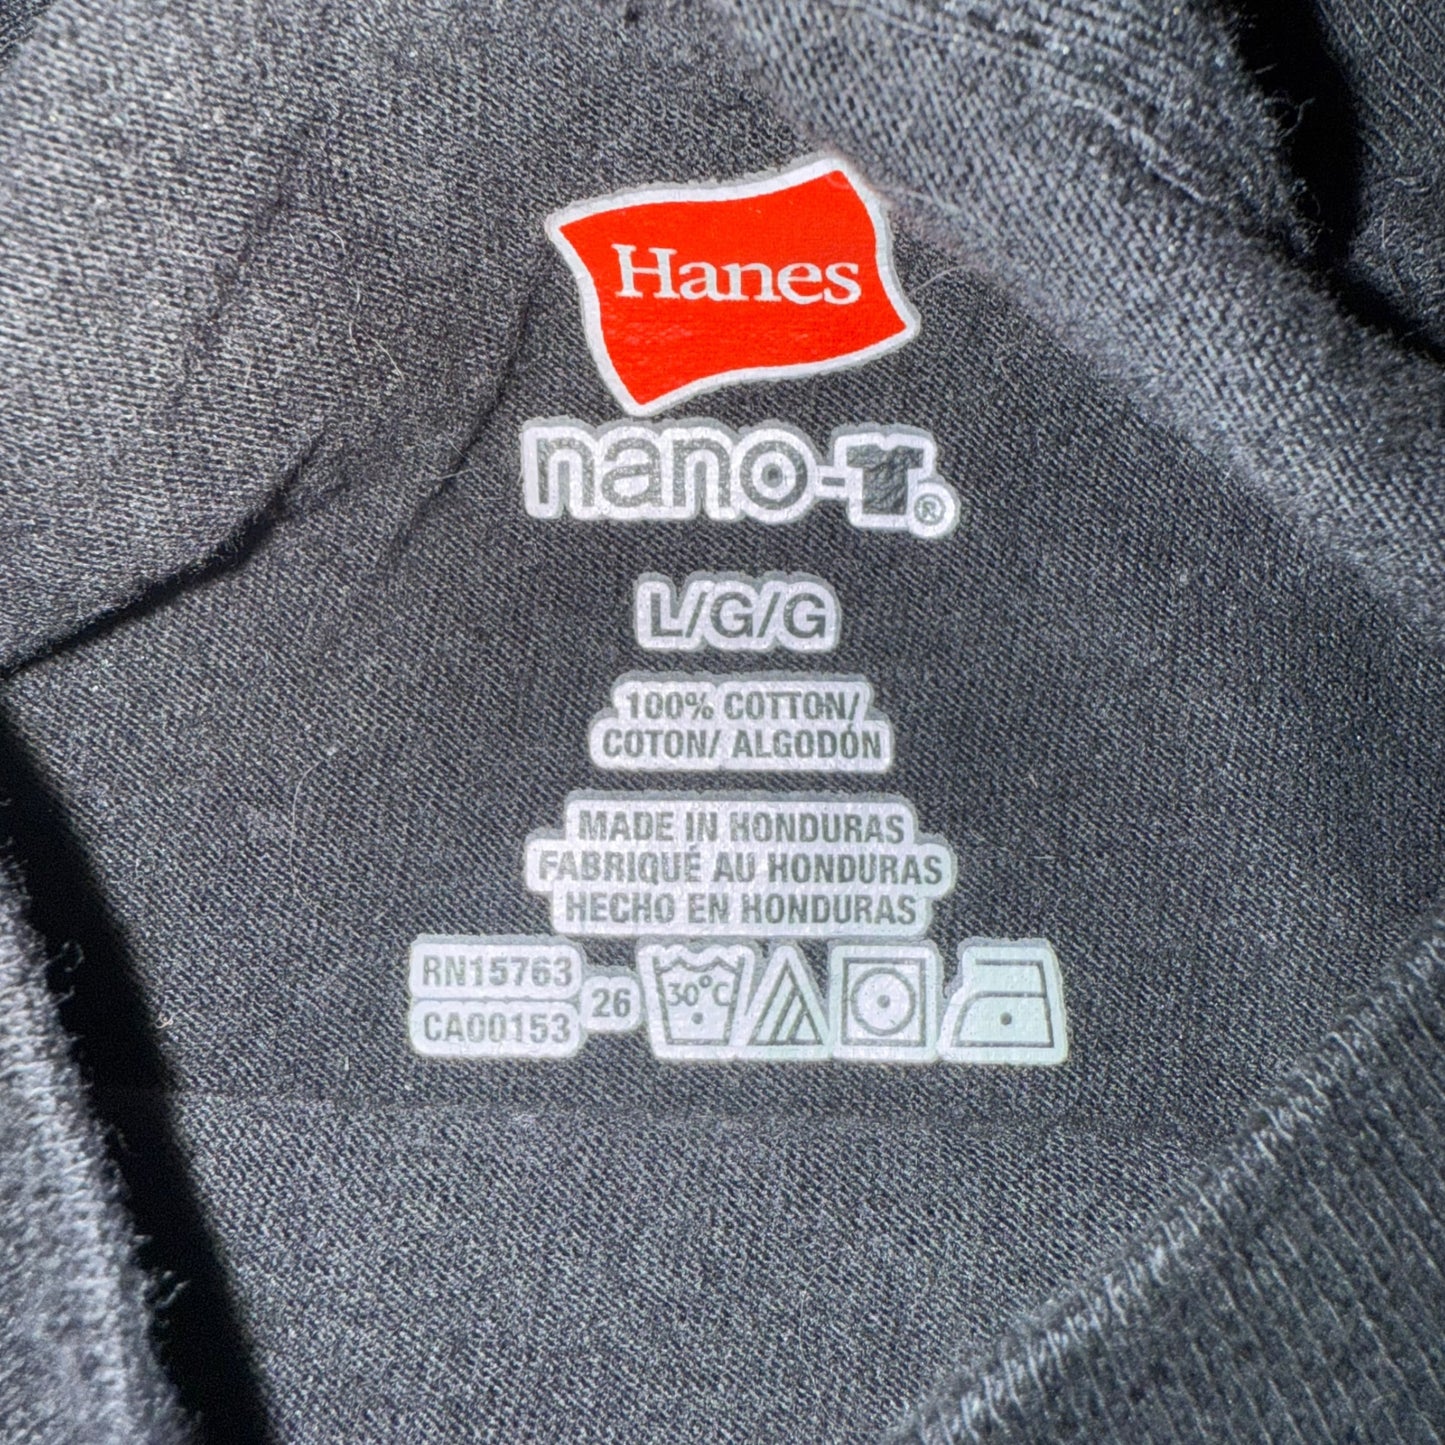 Hanes
nano-T®
L/G/G
100% COTTON/
COTON/ ALGODÓN
MADE IN HONDURAS
FABRIQUÉ AU HONDURAS
HECHO EN HONDURAS
RN15763
CA00153
26
30°C